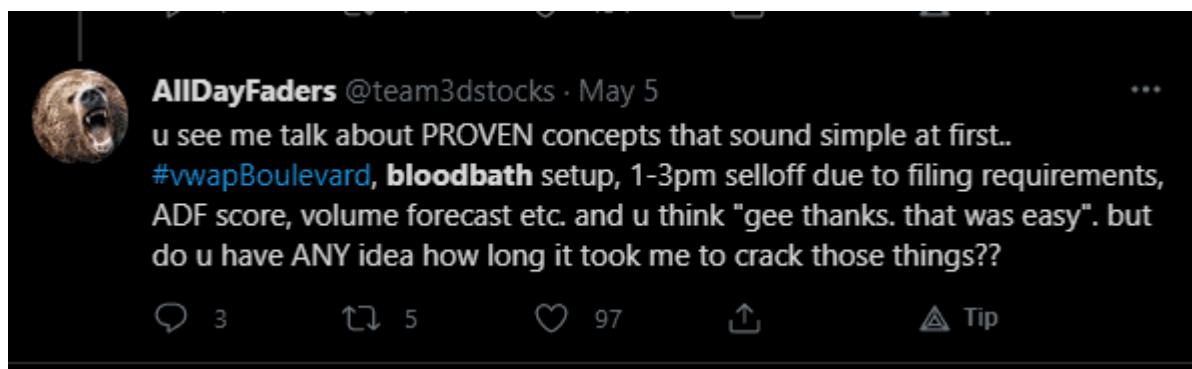 AllDayFaders @team3dstocks · May 5
u see me talk about PROVEN concepts that sound simple at first..
#vwapBoulevard, bloodbath setup, 1-3pm selloff due to filing requirements,
ADF score, volume forecast etc. and u think "gee thanks. that was easy". but
do u have ANY idea how long it took me to crack those things??
3 5 97 Tip